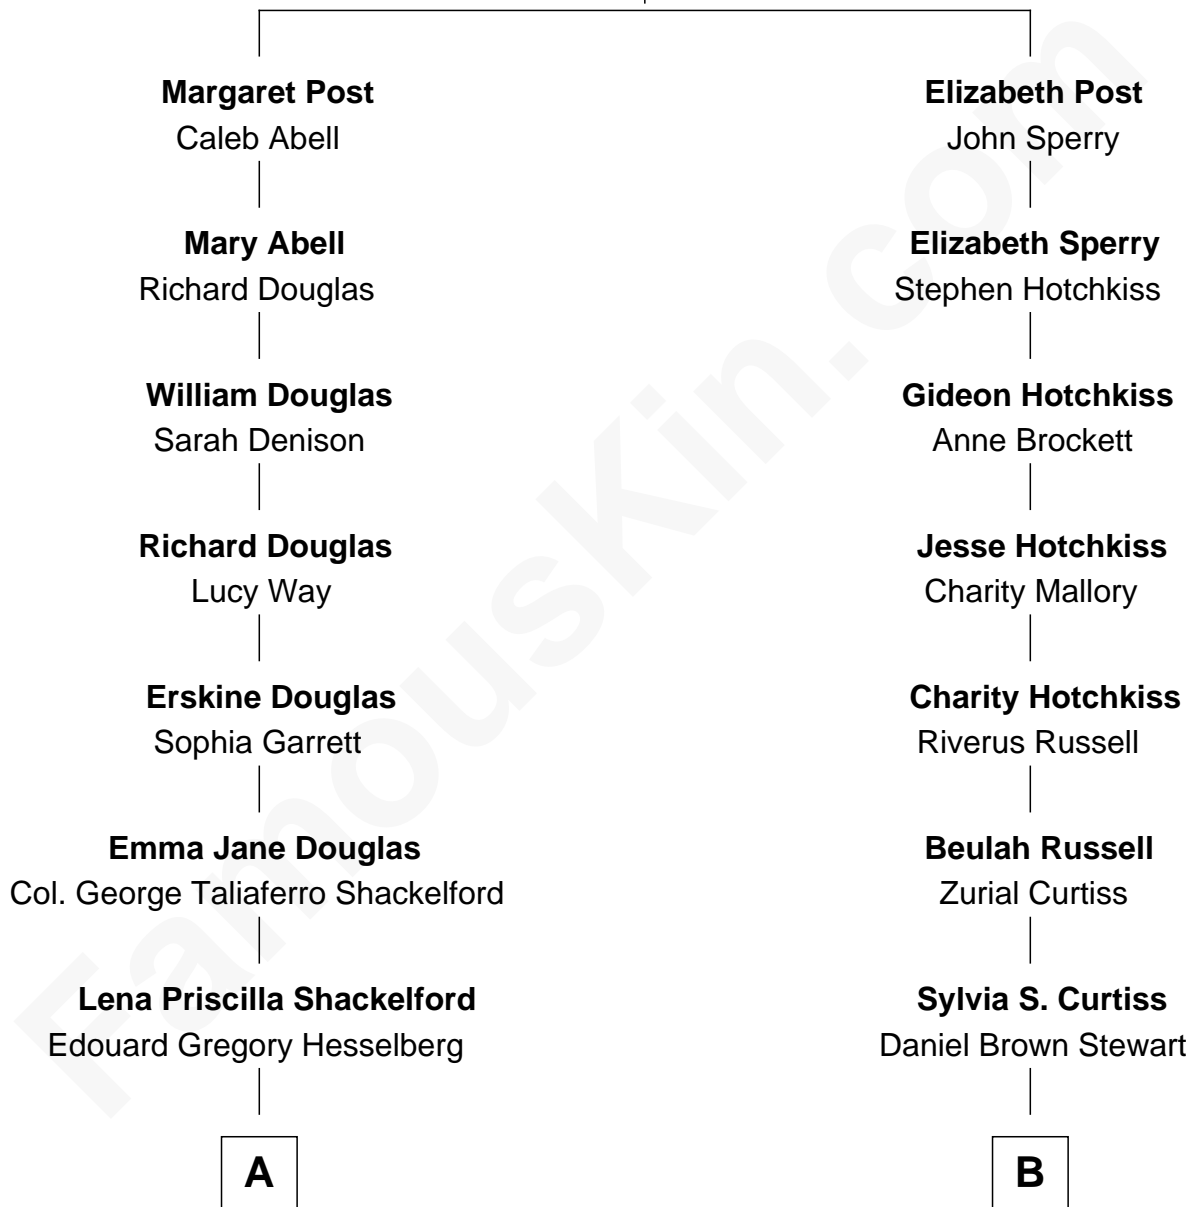 Margaret Post
Caleb Abell
Mary Abell
Richard Douglas
William Douglas
Sarah Denison
Richard Douglas
Lucy Way
Erskine Douglas
Sophia Garrett
Emma Jane Douglas
Col. George Taliaferro Shackelford
Lena Priscilla Shackelford
Edouard Gregory Hesselberg
A
Elizabeth Post
John Sperry
Elizabeth Sperry
Stephen Hotchkiss
Gideon Hotchkiss
Anne Brockett
Jesse Hotchkiss
Charity Mallory
Charity Hotchkiss
Riverus Russell
Beulah Russell
Zurial Curtiss
Sylvia S. Curtiss
Daniel Brown Stewart
B
FamousKin.com